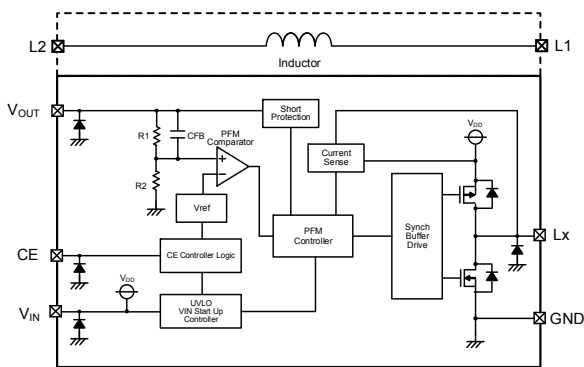 L2
L1
Inductor
VOUT
Short
Protection
R1
CFB
PFM
Comparator
+
−
R2
Current
Sense
VDD
Vref
PFM
Controller
Synch
Buffer
Drive
Lx
CE
CE Controller Logic
VDD
VIN
UVLO
VIN Start Up
Controller
GND